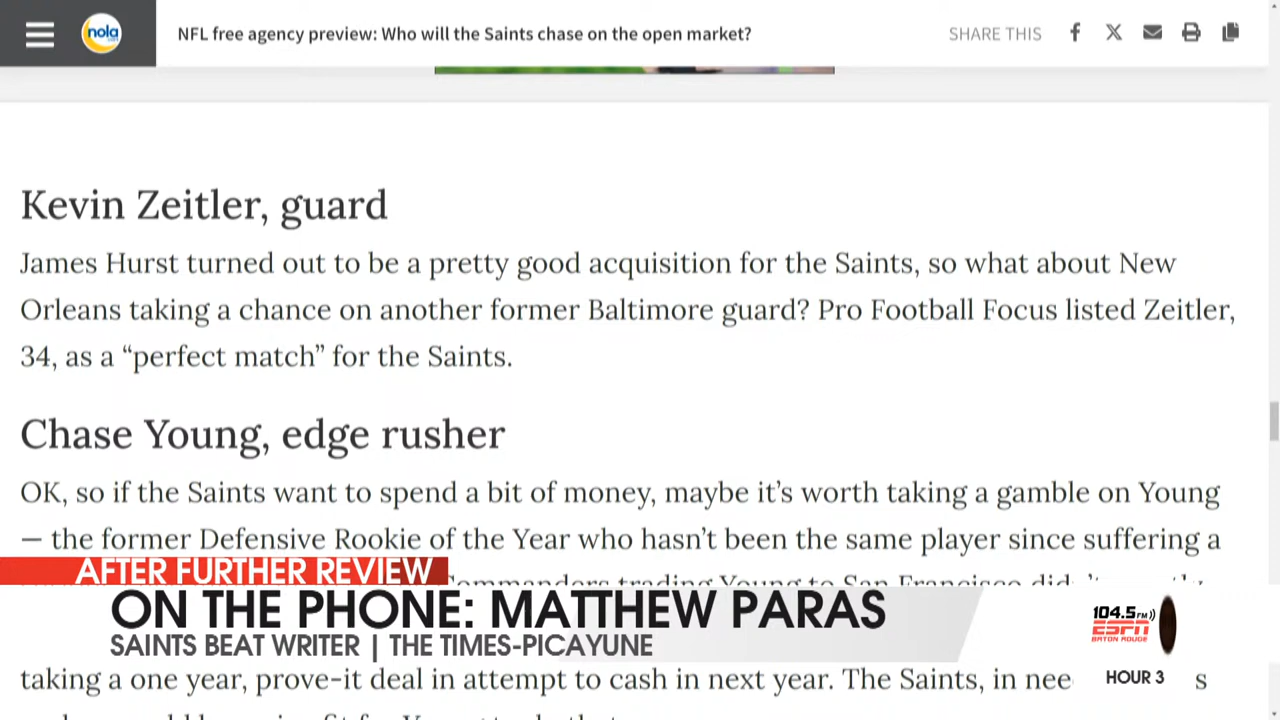 nola
NFL free agency preview: Who will the Saints chase on the open market?
SHARE THIS
Kevin Zeitler, guard
James Hurst turned out to be a pretty good acquisition for the Saints, so what about New
Orleans taking a chance on another former Baltimore guard? Pro Football Focus listed Zeitler,
34, as a “perfect match” for the Saints.
Chase Young, edge rusher
OK, so if the Saints want to spend a bit of money, maybe it’s worth taking a gamble on Young
— the former Defensive Rookie of the Year who hasn’t been the same player since suffering a
Commanders trading Young to San Francisco
AFTER FURTHER REVIEW
ON THE PHONE: MATTHEW PARAS
SAINTS BEAT WRITER | THE TIMES-PICAYUNE
104.5 FM
ESPN
BATON ROUGE
HOUR 3
taking a one year, prove-it deal in attempt to cash in next year. The Saints, in nee s